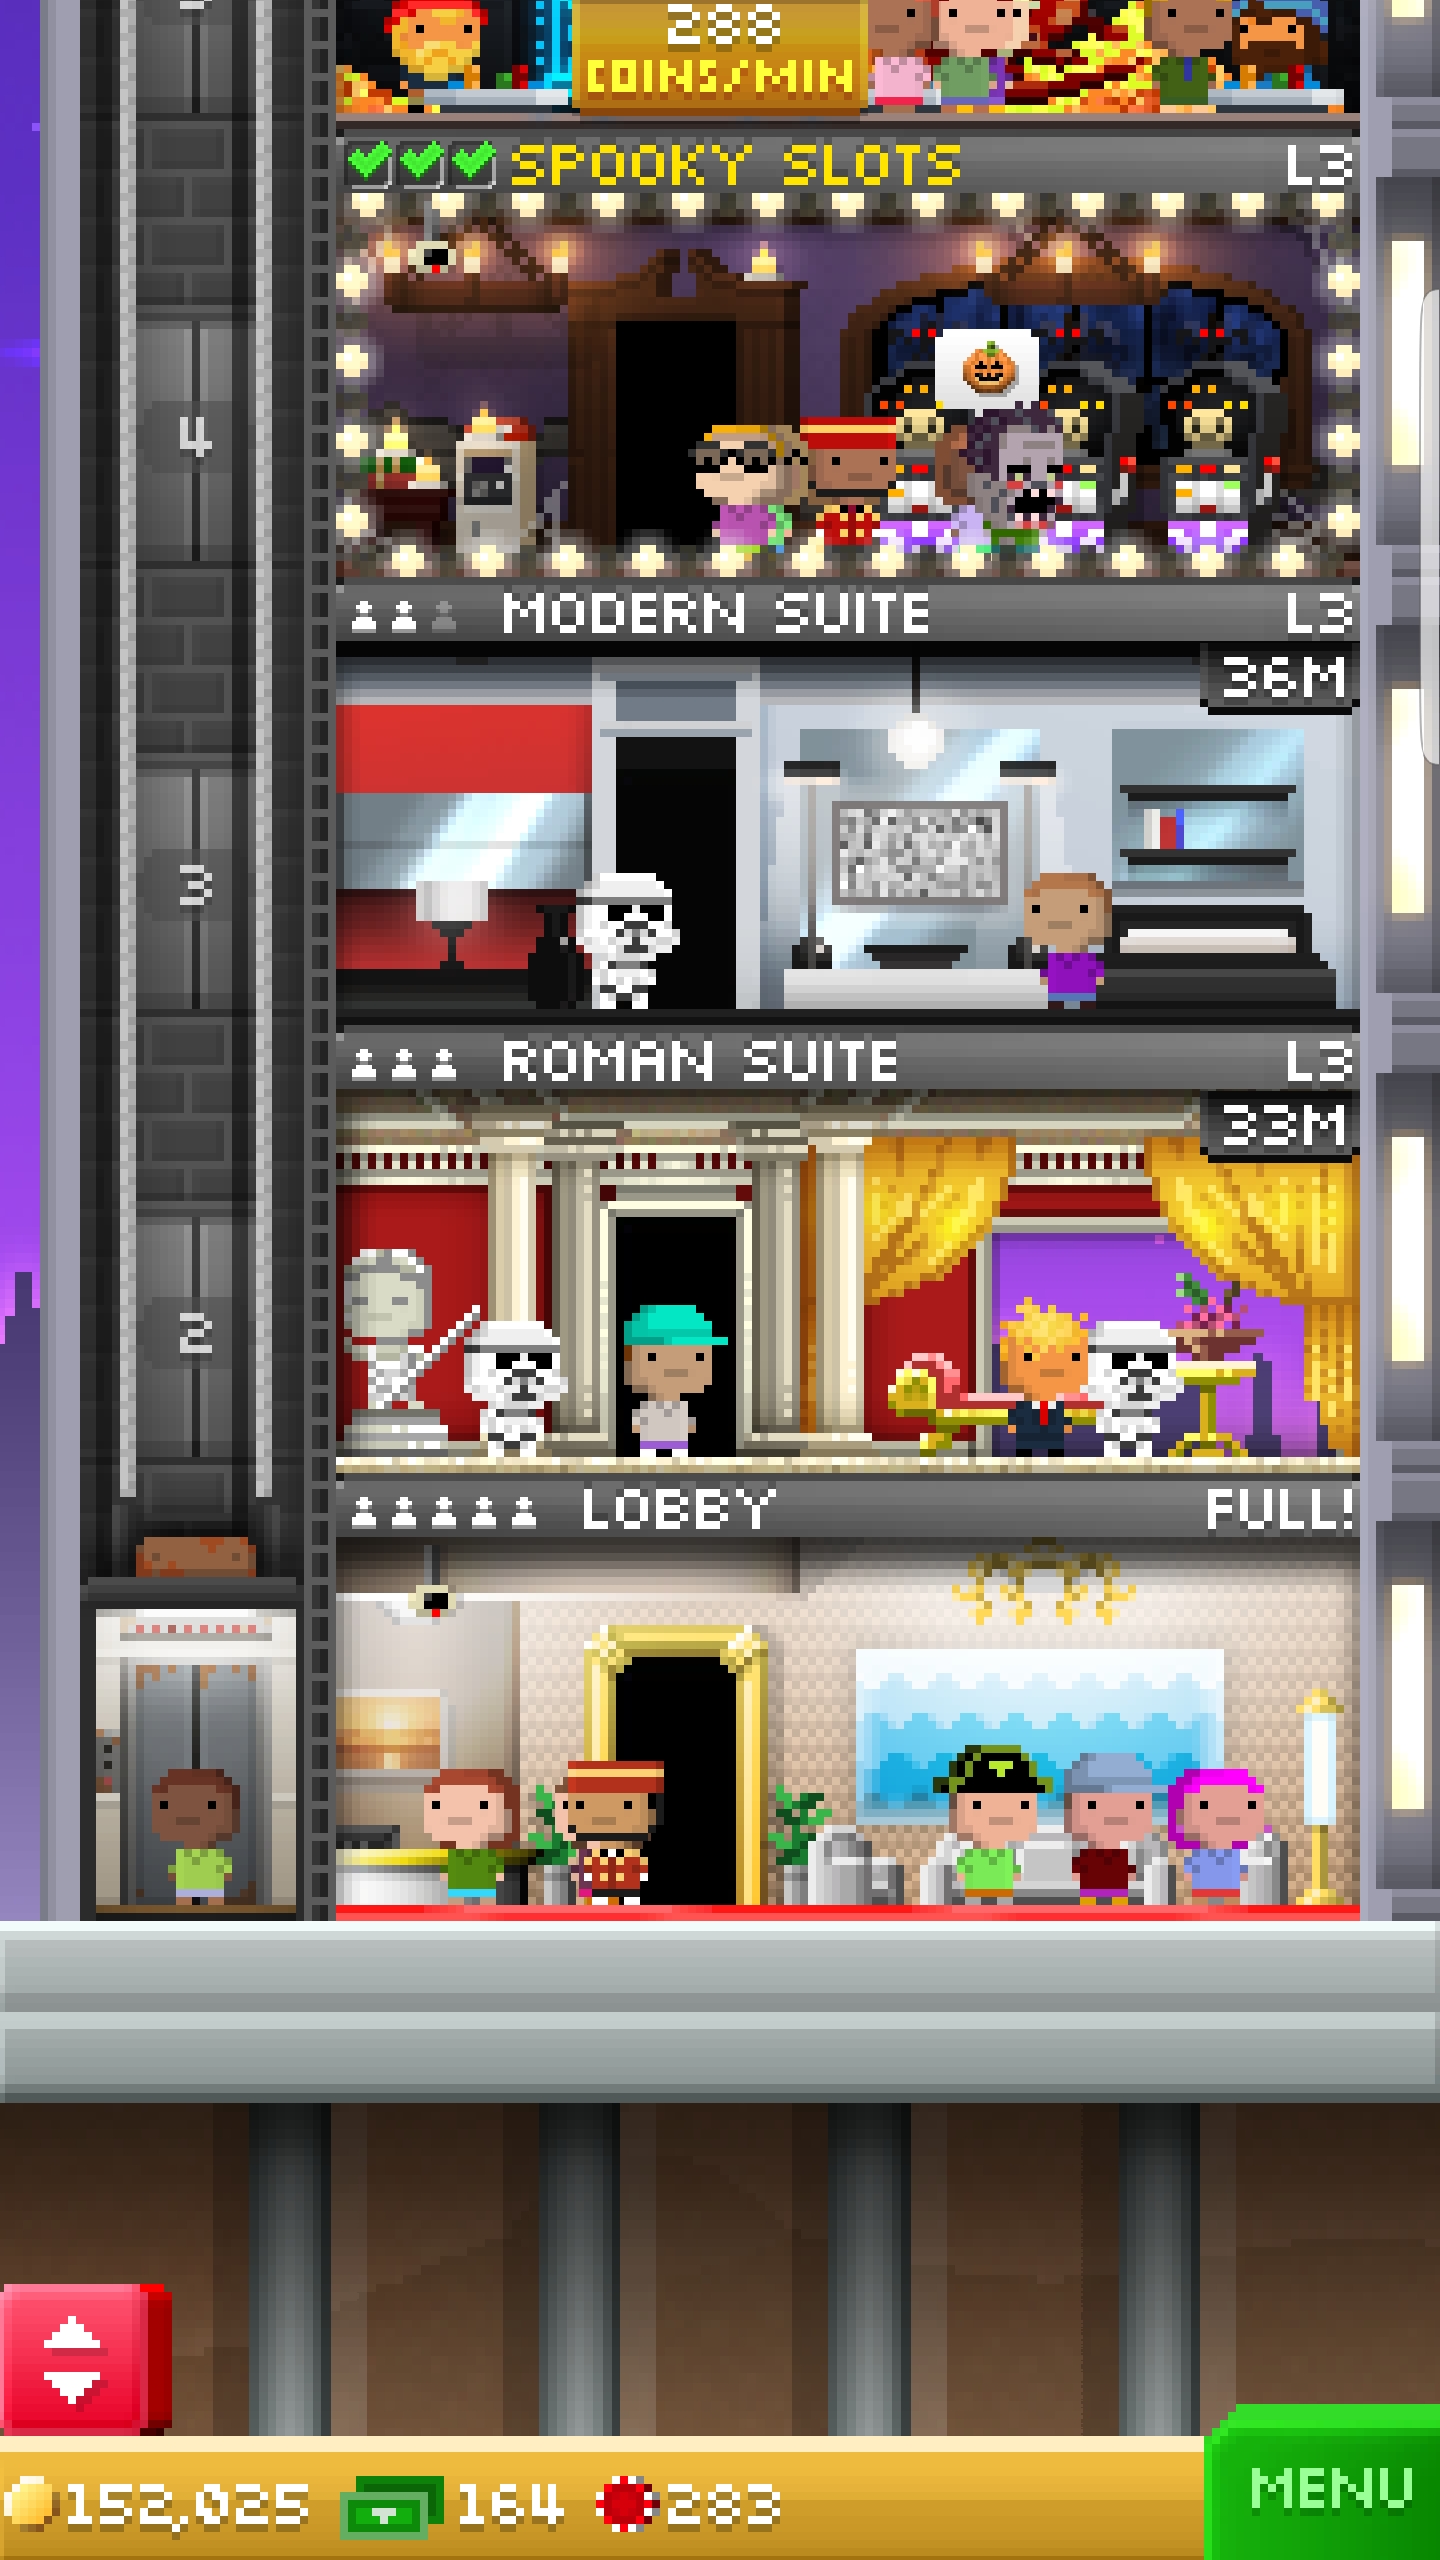 288
COINS/MIN
SPOOKY SLOTS L3
4
MODERN SUITE L3
36M
3
ROMAN SUITE L3
33M
2
LOBBY FULL!
152,025 164 283
MENU